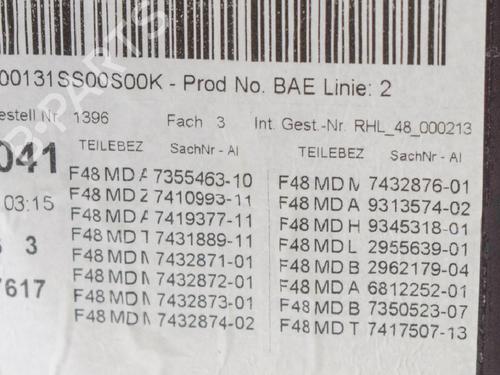 00131SS00S00K - Prod No. BAE Linie: 2
estell Nr 1396 Fach 3 Int. Gest.-Nr. RHL_48_000213
041 TEILEBEZ SachNr - AI TEILEBEZ SachNr - AI
03:15
3
7617
F48 MD A 7355463-10
F48 MD Z 7410993-11
F48 MD A 7419377-11
F48 MD T 7431889-11
F48 MD M 7432871-01
F48 MD M 7432872-01
F48 MD M 7432873-01
F48 MD M 7432874-02
F48 MD M 7432876-01
F48 MD A 9313574-02
F48 MD H 9345318-01
F48 MD L 2955639-01
F48 MD B 2962179-04
F48 MD A 6812252-01
F48 MD B 7350523-07
F48 MD T 7417507-13